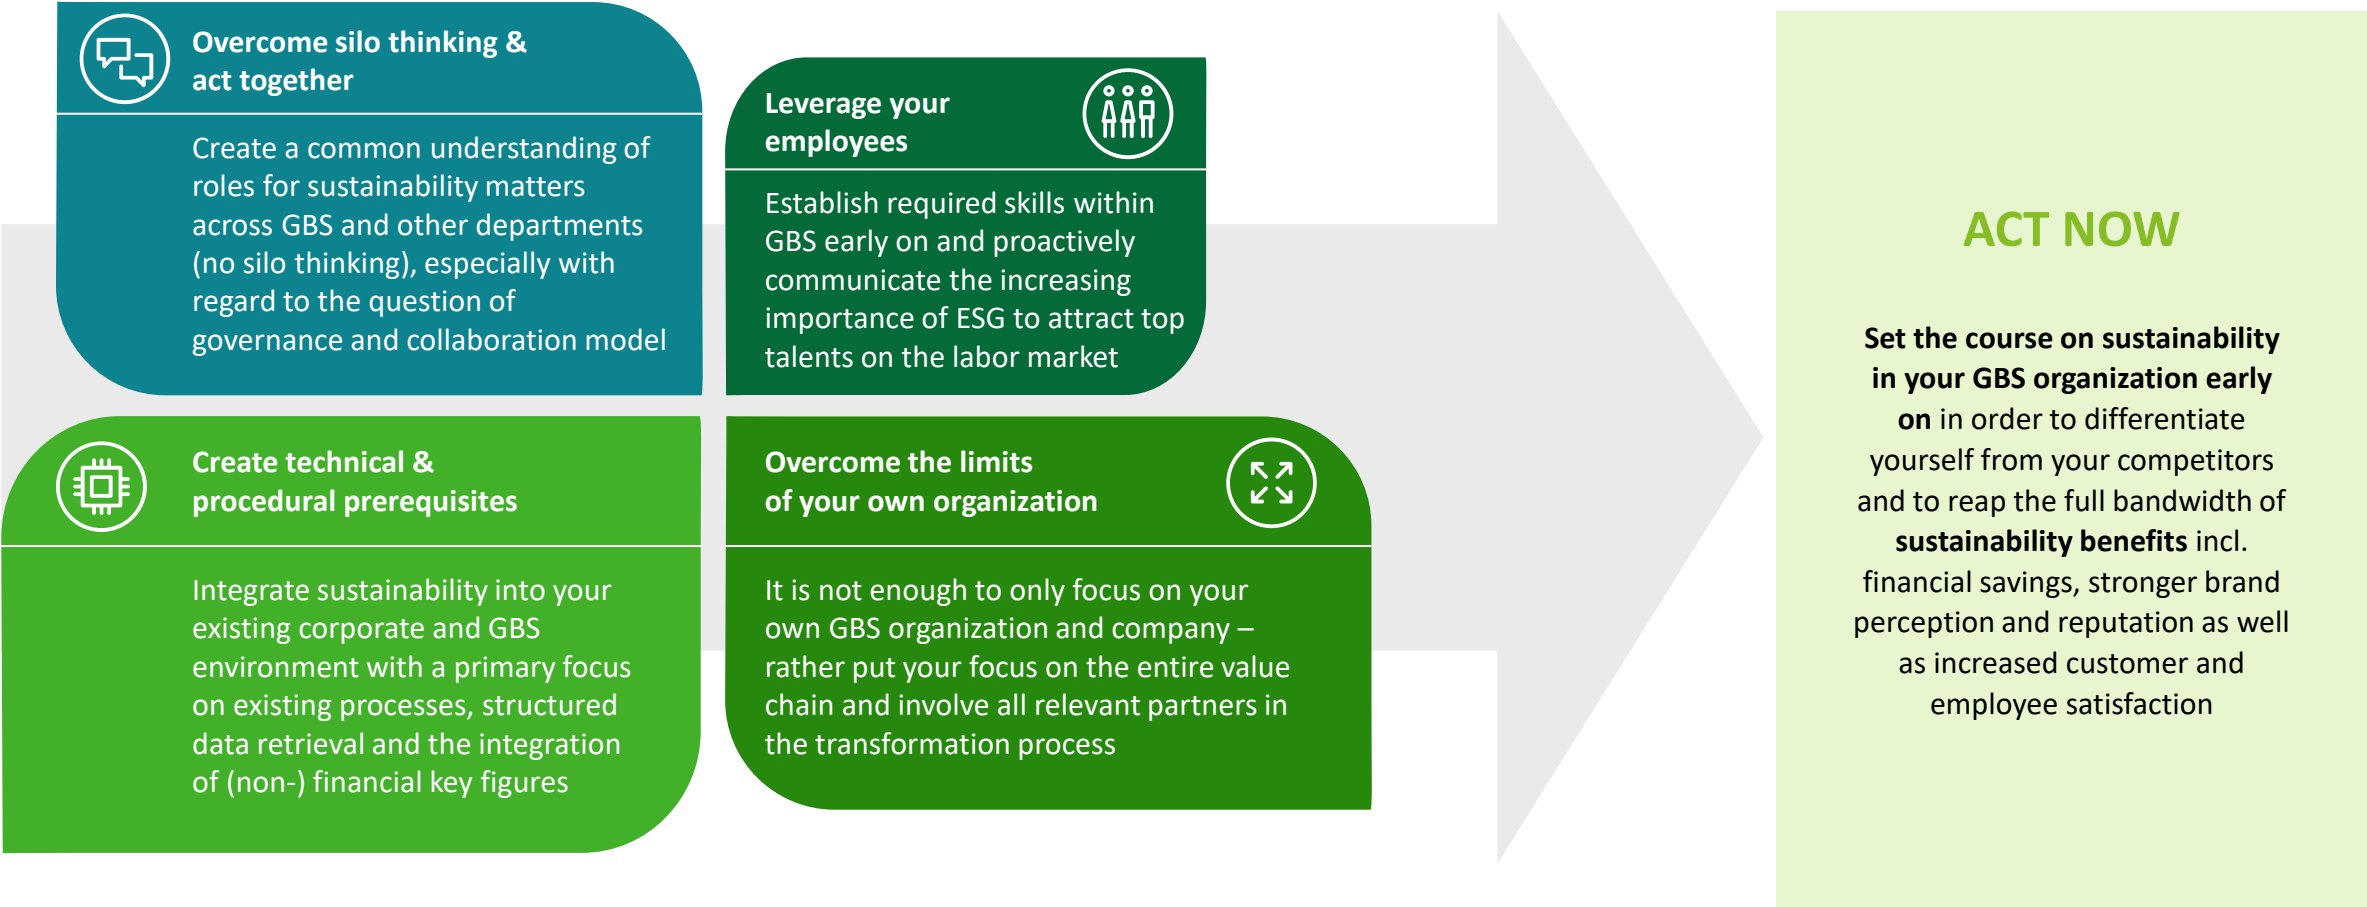 Overcome silo thinking &
act together
Create a common understanding of
roles for sustainability matters
across GBS and other departments
(no silo thinking), especially with
regard to the question of
governance and collaboration model
Leverage your
employees
Establish required skills within
GBS early on and proactively
communicate the increasing
importance of ESG to attract top
talents on the labor market
Create technical &
procedural prerequisites
Integrate sustainability into your
existing corporate and GBS
environment with a primary focus
on existing processes, structured
data retrieval and the integration
of (non-) financial key figures
Overcome the limits
of your own organization
It is not enough to only focus on your
own GBS organization and company –
rather put your focus on the entire value
chain and involve all relevant partners in
the transformation process
ACT NOW
Set the course on sustainability
in your GBS organization early
on in order to differentiate
yourself from your competitors
and to reap the full bandwidth of
sustainability benefits incl.
financial savings, stronger brand
perception and reputation as well
as increased customer and
employee satisfaction